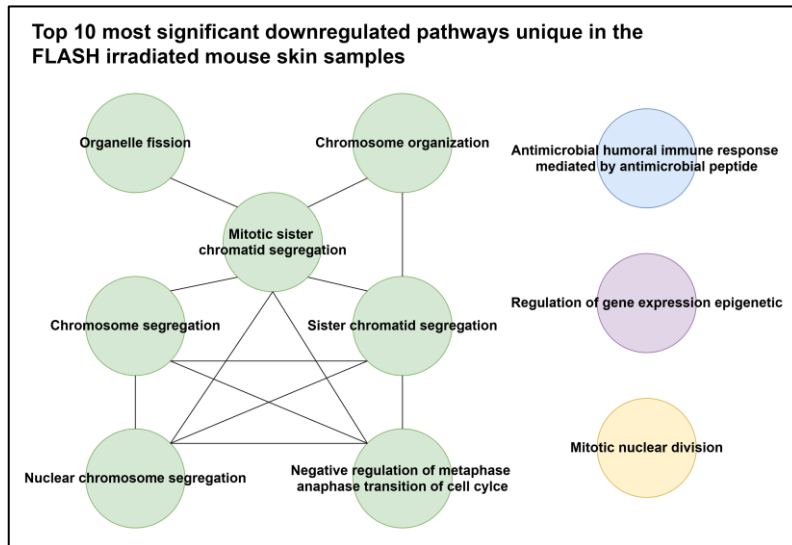 Top 10 most significant downregulated pathways unique in the
FLASH irradiated mouse skin samples
Organelle fission
Chromosome organization
Antimicrobial humoral immune response
mediated by antimicrobial peptide
Mitotic sister
chromatid segregation
Regulation of gene expression epigenetic
Chromosome segregation
Sister chromatid segregation
Mitotic nuclear division
Nuclear chromosome segregation
Negative regulation of metaphase
anaphase transition of cell cylce